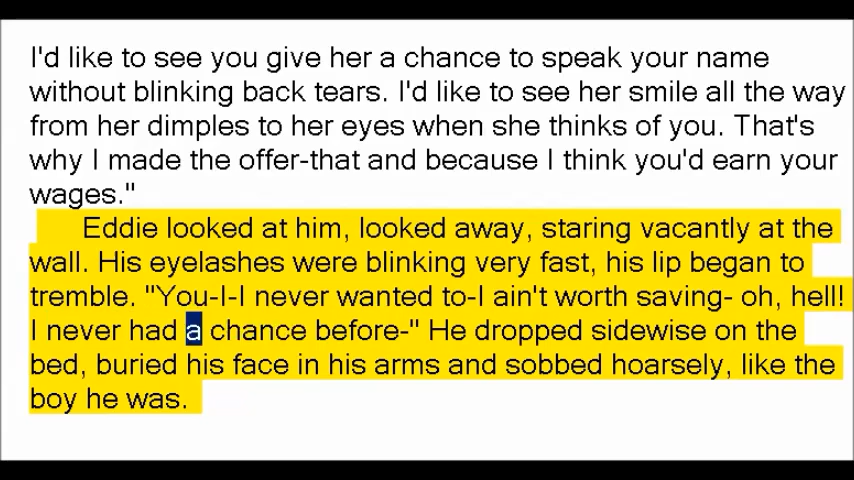 I'd like to see you give her a chance to speak your name
without blinking back tears. I'd like to see her smile all the way
from her dimples to her eyes when she thinks of you. That's
why I made the offer-that and because I think you'd earn your
wages."
Eddie looked at him, looked away, staring vacantly at the
wall. His eyelashes were blinking very fast, his lip began to
tremble. "You-I-I never wanted to-I ain't worth saving- oh, hell!
I never had a chance before-" He dropped sidewise on the
bed, buried his face in his arms and sobbed hoarsely, like the
boy he was.